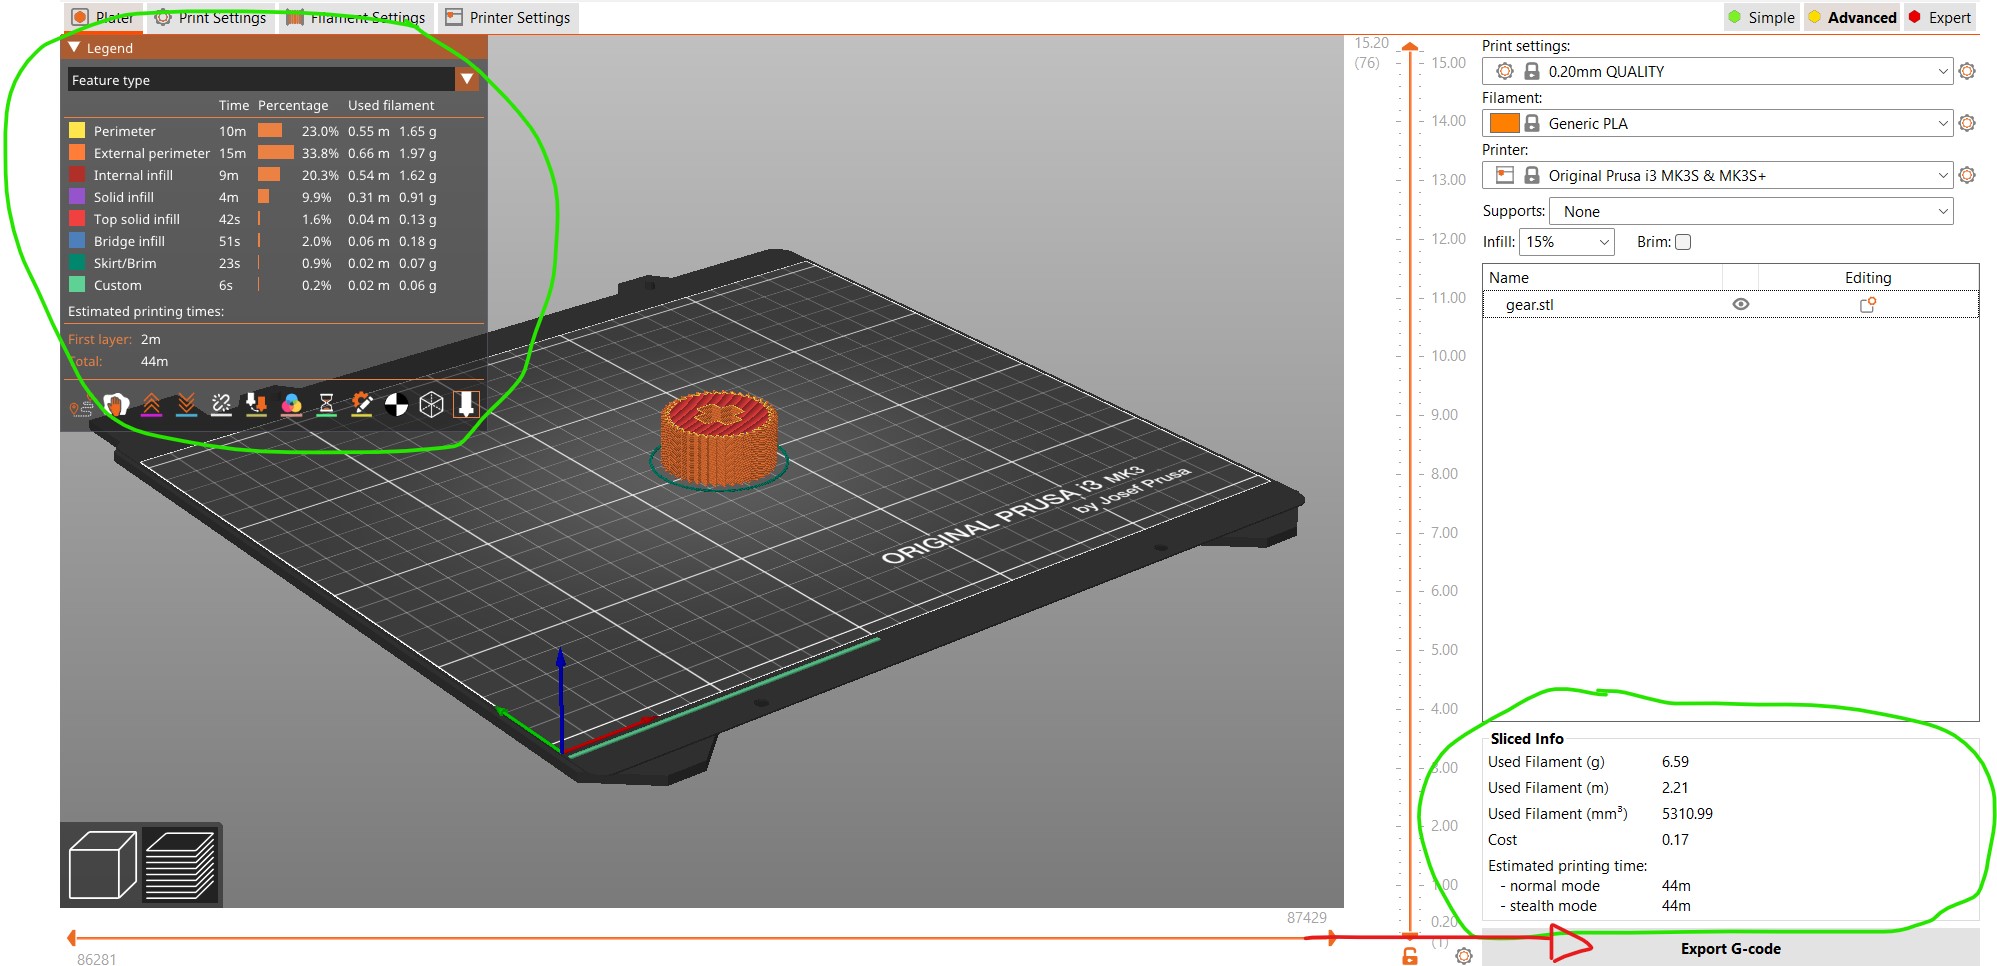 Plater Print Settings Filament Settings Printer Settings
Simple Advanced Expert
Legend
Feature type
Time Percentage Used filament
Perimeter 10m 23.0% 0.55 m 1.65 g
External perimeter 15m 33.8% 0.66 m 1.97 g
Internal infill 9m 20.3% 0.54 m 1.62 g
Solid infill 4m 9.9% 0.31 m 0.91 g
Top solid infill 42s 1.6% 0.04 m 0.13 g
Bridge infill 51s 2.0% 0.06 m 0.18 g
Skirt/Brim 23s 0.9% 0.02 m 0.07 g
Custom 6s 0.2% 0.02 m 0.06 g
Estimated printing times:
First layer: 2m
Total: 44m
ORIGINAL PRUSA i3 MK3
by Josef Prusa
87429
86281
15.20
(76)
15.00
14.00
13.00
12.00
11.00
10.00
9.00
8.00
7.00
6.00
5.00
4.00
3.00
2.00
1.00
0.20
(1)
Print settings:
0.20mm QUALITY
Filament:
Generic PLA
Printer:
Original Prusa i3 MK3S & MK3S+
Supports: None
Infill: 15% Brim:
Name Editing
gear.stl
Sliced Info
Used Filament (g) 6.59
Used Filament (m) 2.21
Used Filament (mm³) 5310.99
Cost 0.17
Estimated printing time:
- normal mode 44m
- stealth mode 44m
Export G-code